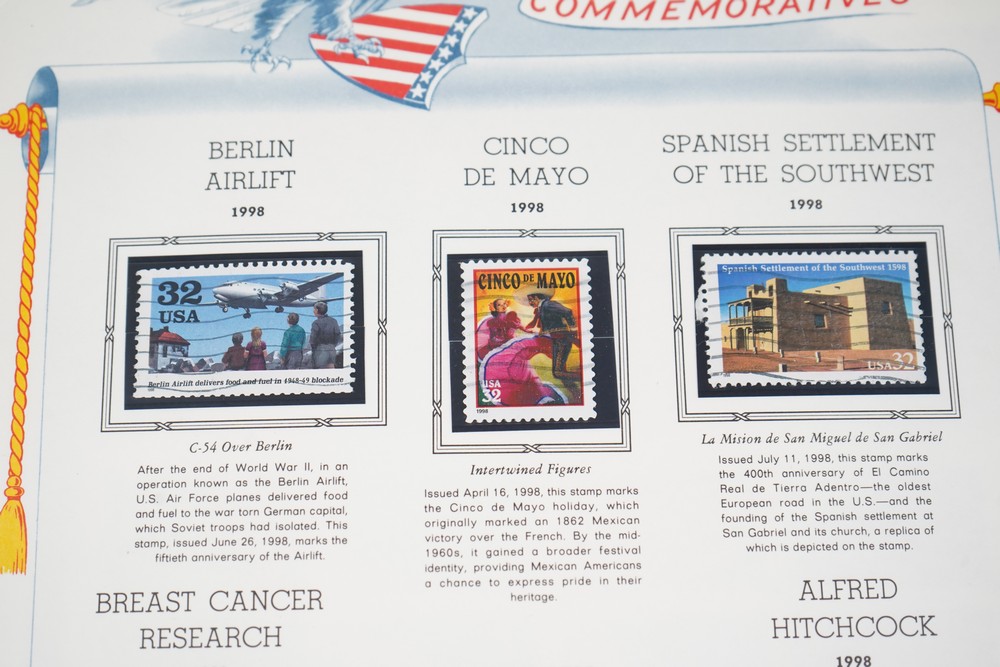 COMMEMORATIVES
BERLIN
AIRLIFT
1998
32
USA
Berlin Airlift delivers food and fuel in 1948-49 blockade
C-54 Over Berlin
After the end of World War II, in an
operation known as the Berlin Airlift,
U.S. Air Force planes delivered food
and fuel to the war torn German capital,
which Soviet troops had isolated. This
stamp, issued June 26, 1998, marks the
fiftieth anniversary of the Airlift.
CINCO
DE MAYO
1998
CINCO DE MAYO
USA
32
1998
Intertwined Figures
Issued April 16, 1998, this stamp marks
the Cinco de Mayo holiday, which
originally marked an 1862 Mexican
victory over the French. By the mid-
1960s, it gained a broader festival
identity, providing Mexican Americans
a chance to express pride in their
heritage.
SPANISH SETTLEMENT
OF THE SOUTHWEST
1998
Spanish Settlement of the Southwest 1598
USA 32
La Mision de San Miguel de San Gabriel
Issued July 11, 1998, this stamp marks
the 400th anniversary of El Camino
Real de Tierra Adentro—the oldest
European road in the U.S.—and the
founding of the Spanish settlement at
San Gabriel and its church, a replica of
which is depicted on the stamp.
BREAST CANCER
RESEARCH
ALFRED
HITCHCOCK
1998